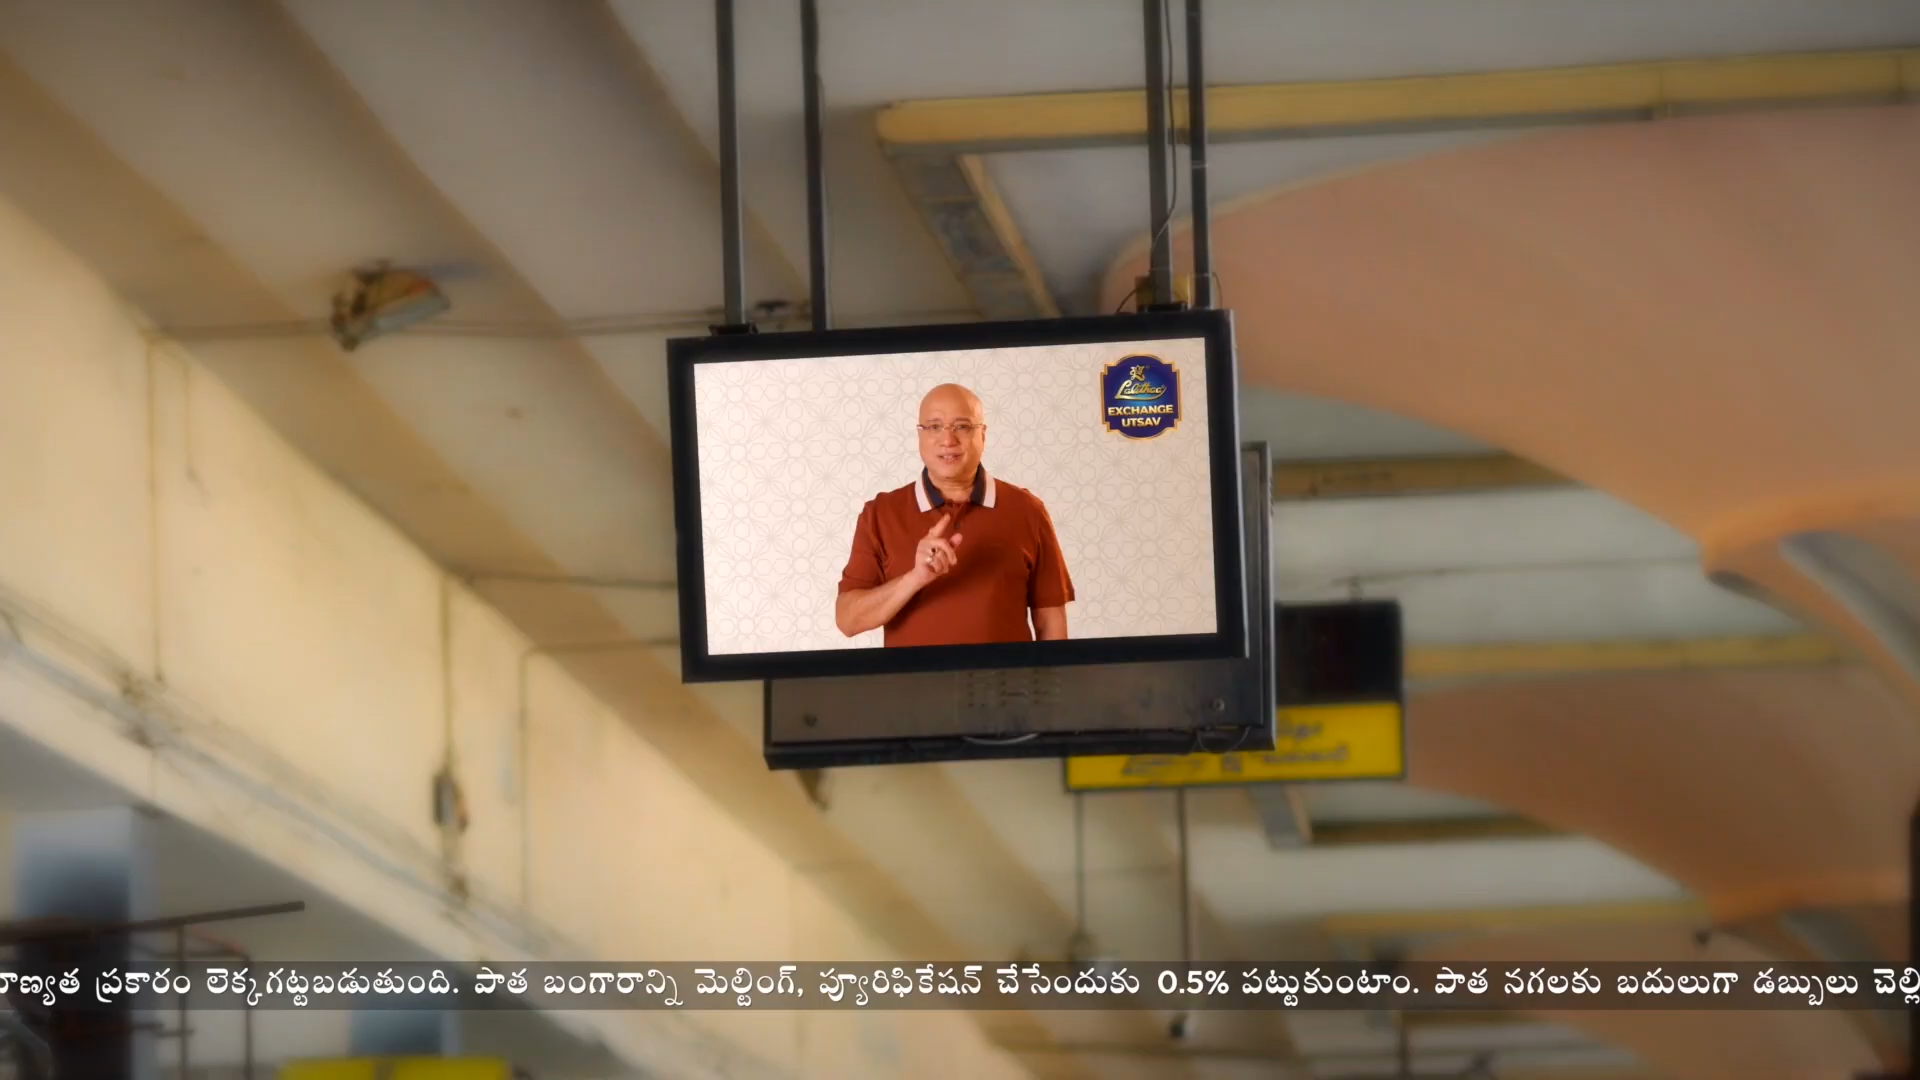 Lalithaa
EXCHANGE
UTSAV
ప్రకారం లెక్కగట్టబడుతుంది. పాత బంగారాన్ని మెల్టింగ్, ప్యూరిఫికేషన్ చేసేందుకు 0.5% పట్టుకుంటాం. పాత నగలకు బదులుగా డబ్బులు